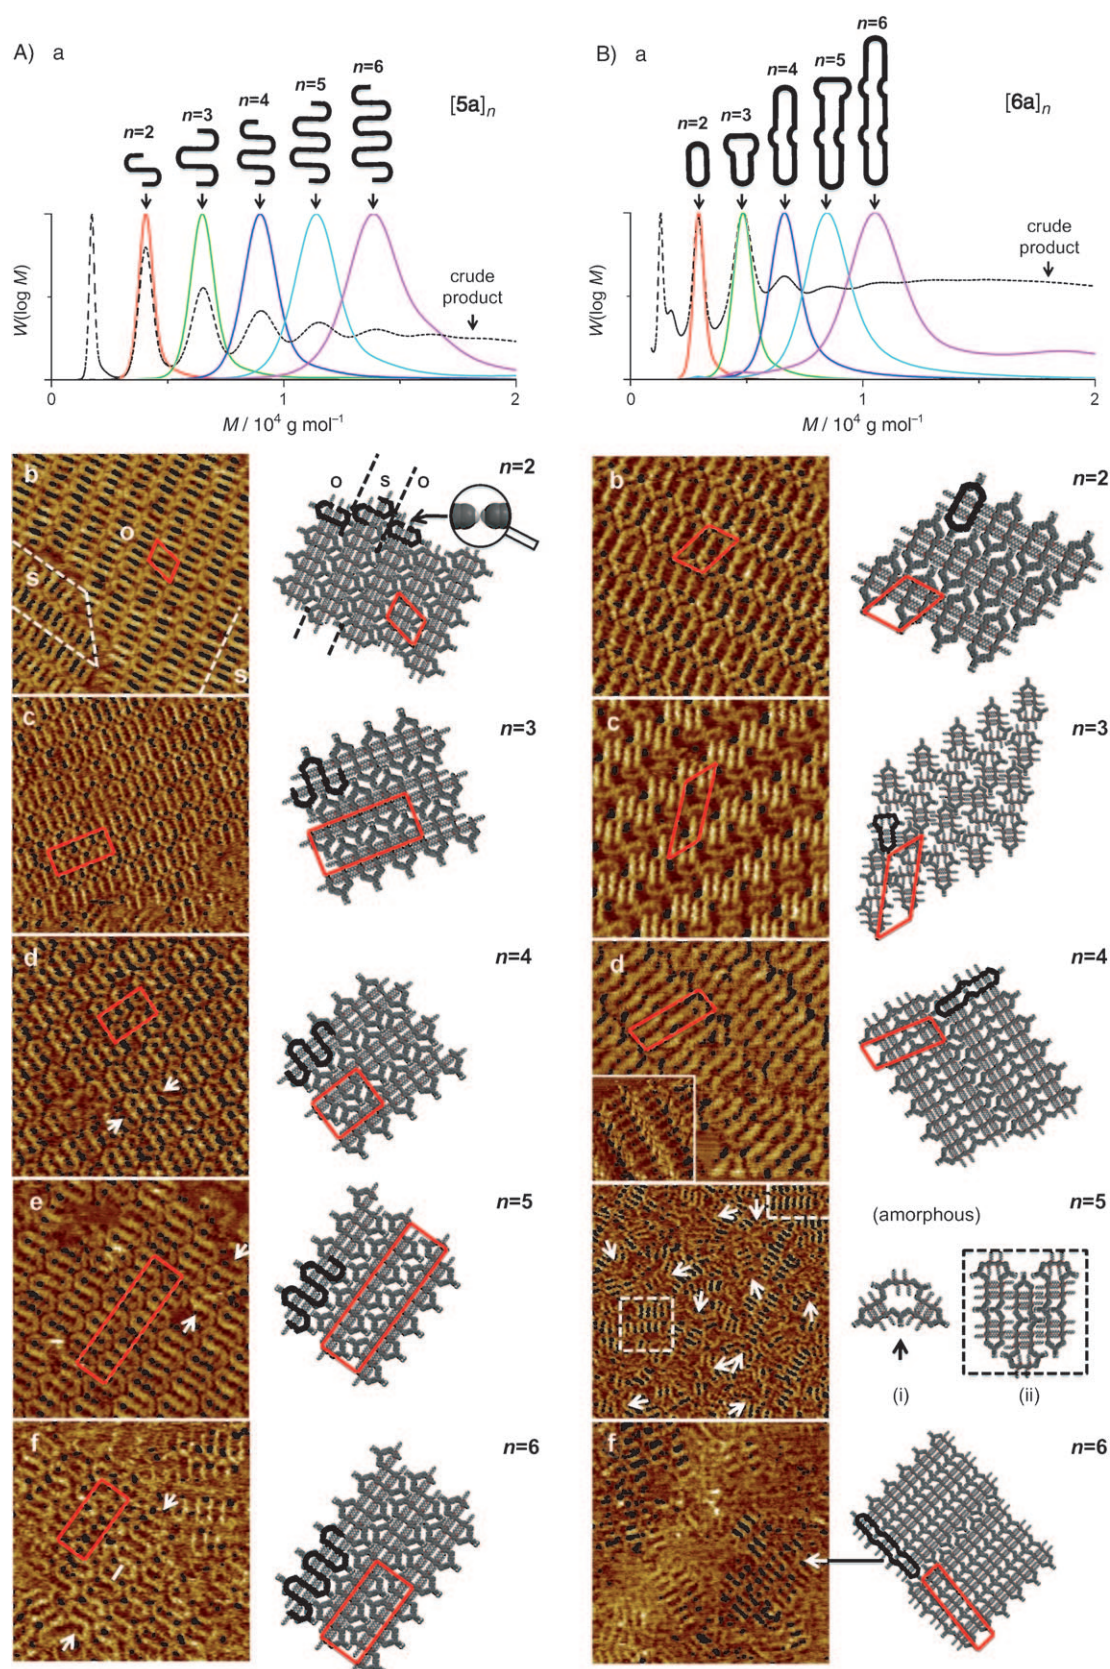 A) a
n=2
n=3
n=4
n=5
n=6
[5a]n
crude
product
W(log M)
0
1
2
M / 10⁴ g mol⁻¹
B) a
n=2
n=3
n=4
n=5
n=6
[6a]n
crude
product
W(log M)
0
1
2
M / 10⁴ g mol⁻¹
b
o
s
s
o
s
o
n=2
c
n=3
d
n=4
e
n=5
f
n=6
b
n=2
c
n=3
d
n=4
n=5
(amorphous)
(i)
(ii)
f
n=6